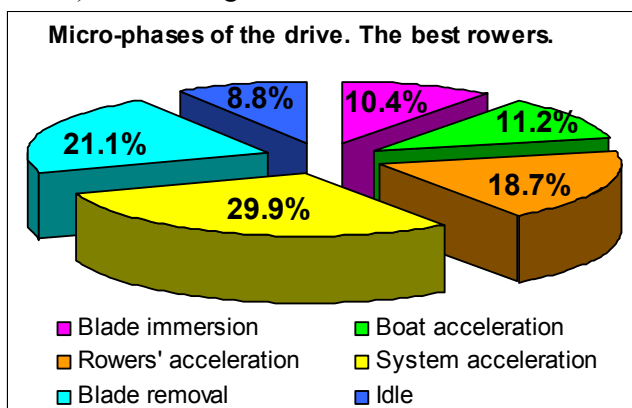 Micro-phases of the drive. The best rowers.
8.8% 10.4%
11.2%
21.1%
18.7%
29.9%
Blade immersion Boat acceleration
Rowers' acceleration System acceleration
Blade removal Idle